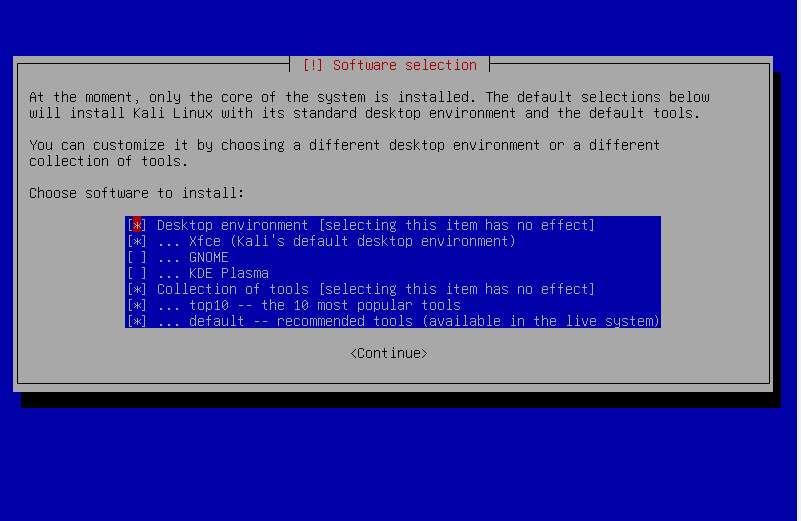 [!] Software selection
At the moment, only the core of the system is installed. The default selections below
will install Kali Linux with its standard desktop environment and the default tools.
You can customize it by choosing a different desktop environment or a different
collection of tools.
Choose software to install:
[*] Desktop environment [selecting this item has no effect]
[*] ... Xfce (Kali's default desktop environment)
[ ] ... GNOME
[ ] ... KDE Plasma
[*] Collection of tools [selecting this item has no effect]
[*] ... top10 -- the 10 most popular tools
[*] ... default -- recommended tools (available in the live system)
<Continue>